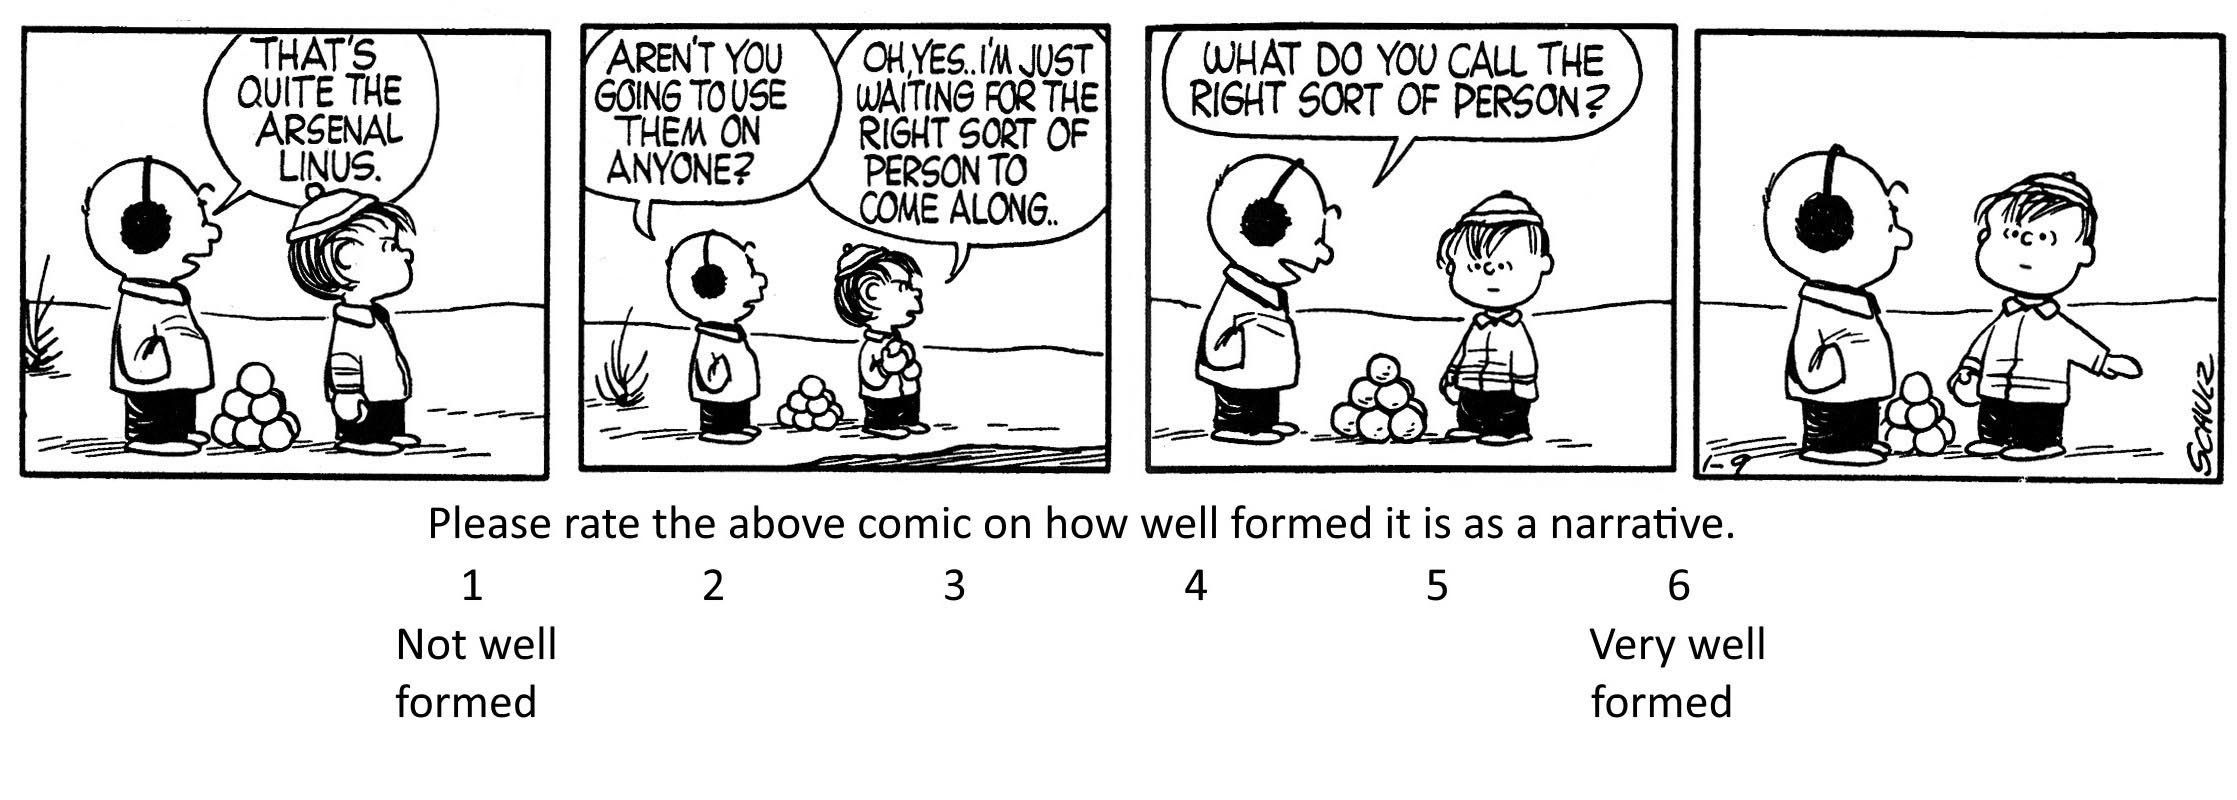 THAT'S
QUITE THE
ARSENAL
LINUS.
AREN'T YOU
GOING TO USE
THEM ON
ANYONE?
OH, YES.. I'M JUST
WAITING FOR THE
RIGHT SORT OF
PERSON TO
COME ALONG..
WHAT DO YOU CALL THE
RIGHT SORT OF PERSON?
1-9
SCHULZ
Please rate the above comic on how well formed it is as a narrative.
1 2 3 4 5 6
Not well
formed
Very well
formed